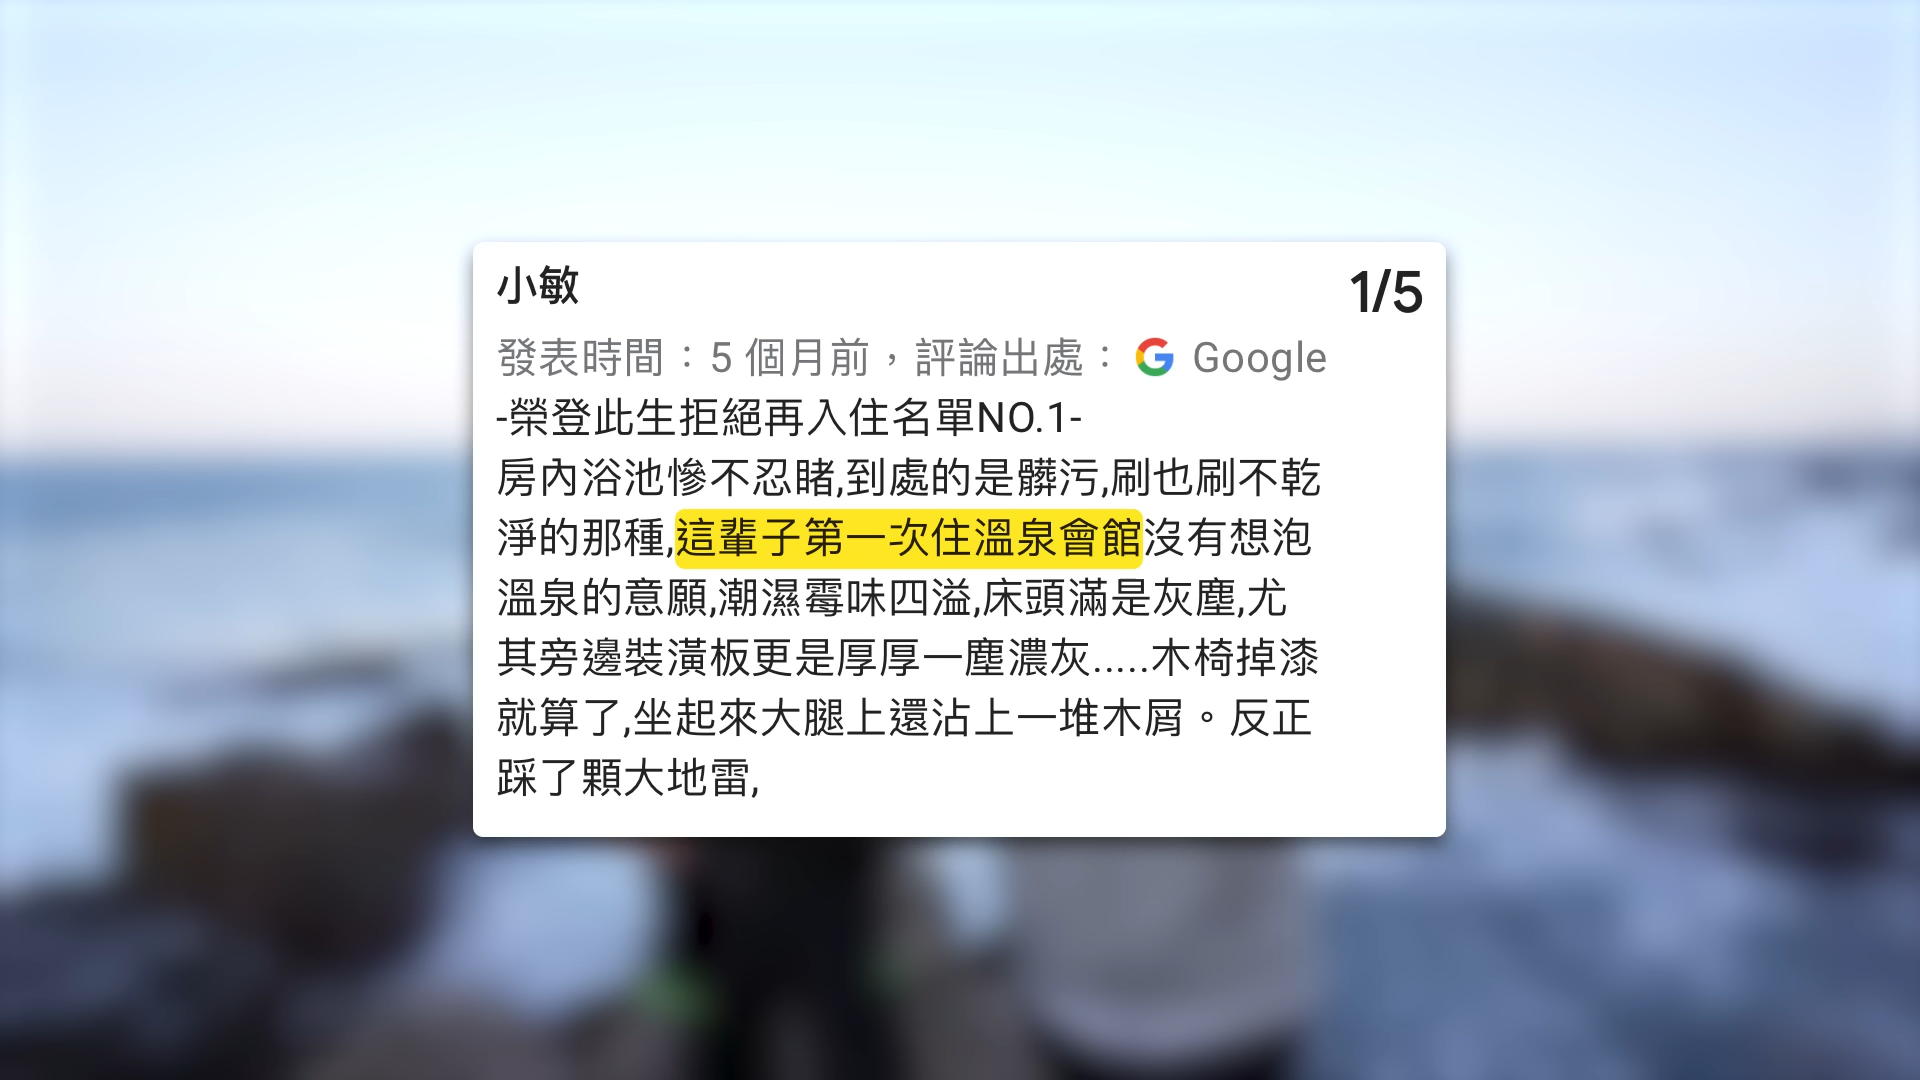 小敏
1/5
發表時間：5 個月前，評論出處： Google
-榮登此生拒絕再入住名單NO.1-
房內浴池慘不忍睹,到處的是髒污,刷也刷不乾
淨的那種,這輩子第一次住溫泉會館沒有想泡
溫泉的意願,潮濕霉味四溢,床頭滿是灰塵,尤
其旁邊裝潢板更是厚厚一塵濃灰.....木椅掉漆
就算了,坐起來大腿上還沾上一堆木屑。反正
踩了顆大地雷,